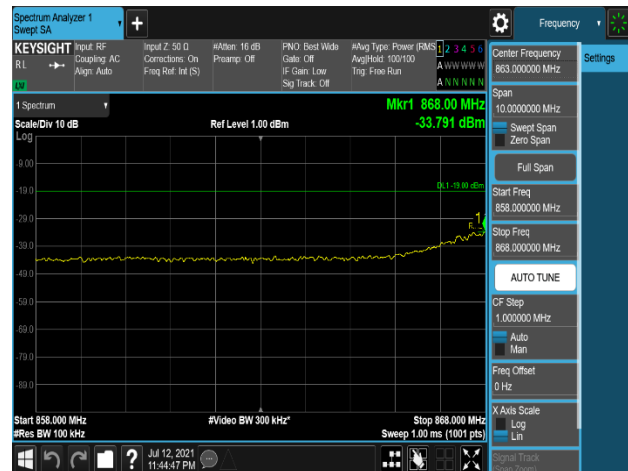 Spectrum Analyzer 1
Swept SA
Frequency
KEYSIGHT
RL
Input: RF
Coupling: AC
Align: Auto
Input Z: 50 Ω
Corrections: On
Freq Ref: Int (S)
#Atten: 16 dB
Preamp: Off
PNO: Best Wide
Gate: Off
IF Gain: Low
Sig Track: Off
#Avg Type: Power (RMS
Avg|Hold: 100/100
Trig: Free Run
1 2 3 4 5 6
A W W W W W
A N N N N N
1 Spectrum
Mkr1 868.00 MHz
-33.791 dBm
Scale/Div 10 dB
Ref Level 1.00 dBm
Log
-9.00
-19.0
DL1 -19.00 dBm
-29.0
1
-39.0
-49.0
-59.0
-69.0
-79.0
-89.0
Start 858.000 MHz
#Video BW 300 kHz*
Stop 868.000 MHz
#Res BW 100 kHz
Sweep 1.00 ms (1001 pts)
Center Frequency
863.000000 MHz
Settings
Span
10.0000000 MHz
Swept Span
Zero Span
Full Span
Start Freq
858.000000 MHz
Stop Freq
868.000000 MHz
AUTO TUNE
CF Step
1.000000 MHz
Auto
Man
Freq Offset
0 Hz
X Axis Scale
Log
Lin
Signal Track
(Span Zoom)
?
Jul 12, 2021
11:44:47 PM